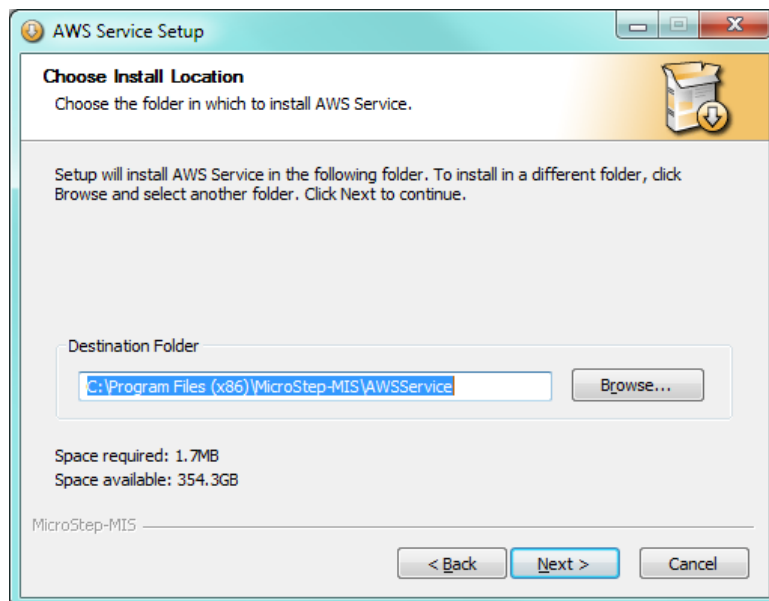 AWS Service Setup
Choose Install Location
Choose the folder in which to install AWS Service.
Setup will install AWS Service in the following folder. To install in a different folder, click
Browse and select another folder. Click Next to continue.
Destination Folder
C:\Program Files (x86)\MicroStep-MIS\AWSService
Browse...
Space required: 1.7MB
Space available: 354.3GB
MicroStep-MIS
< Back Next > Cancel